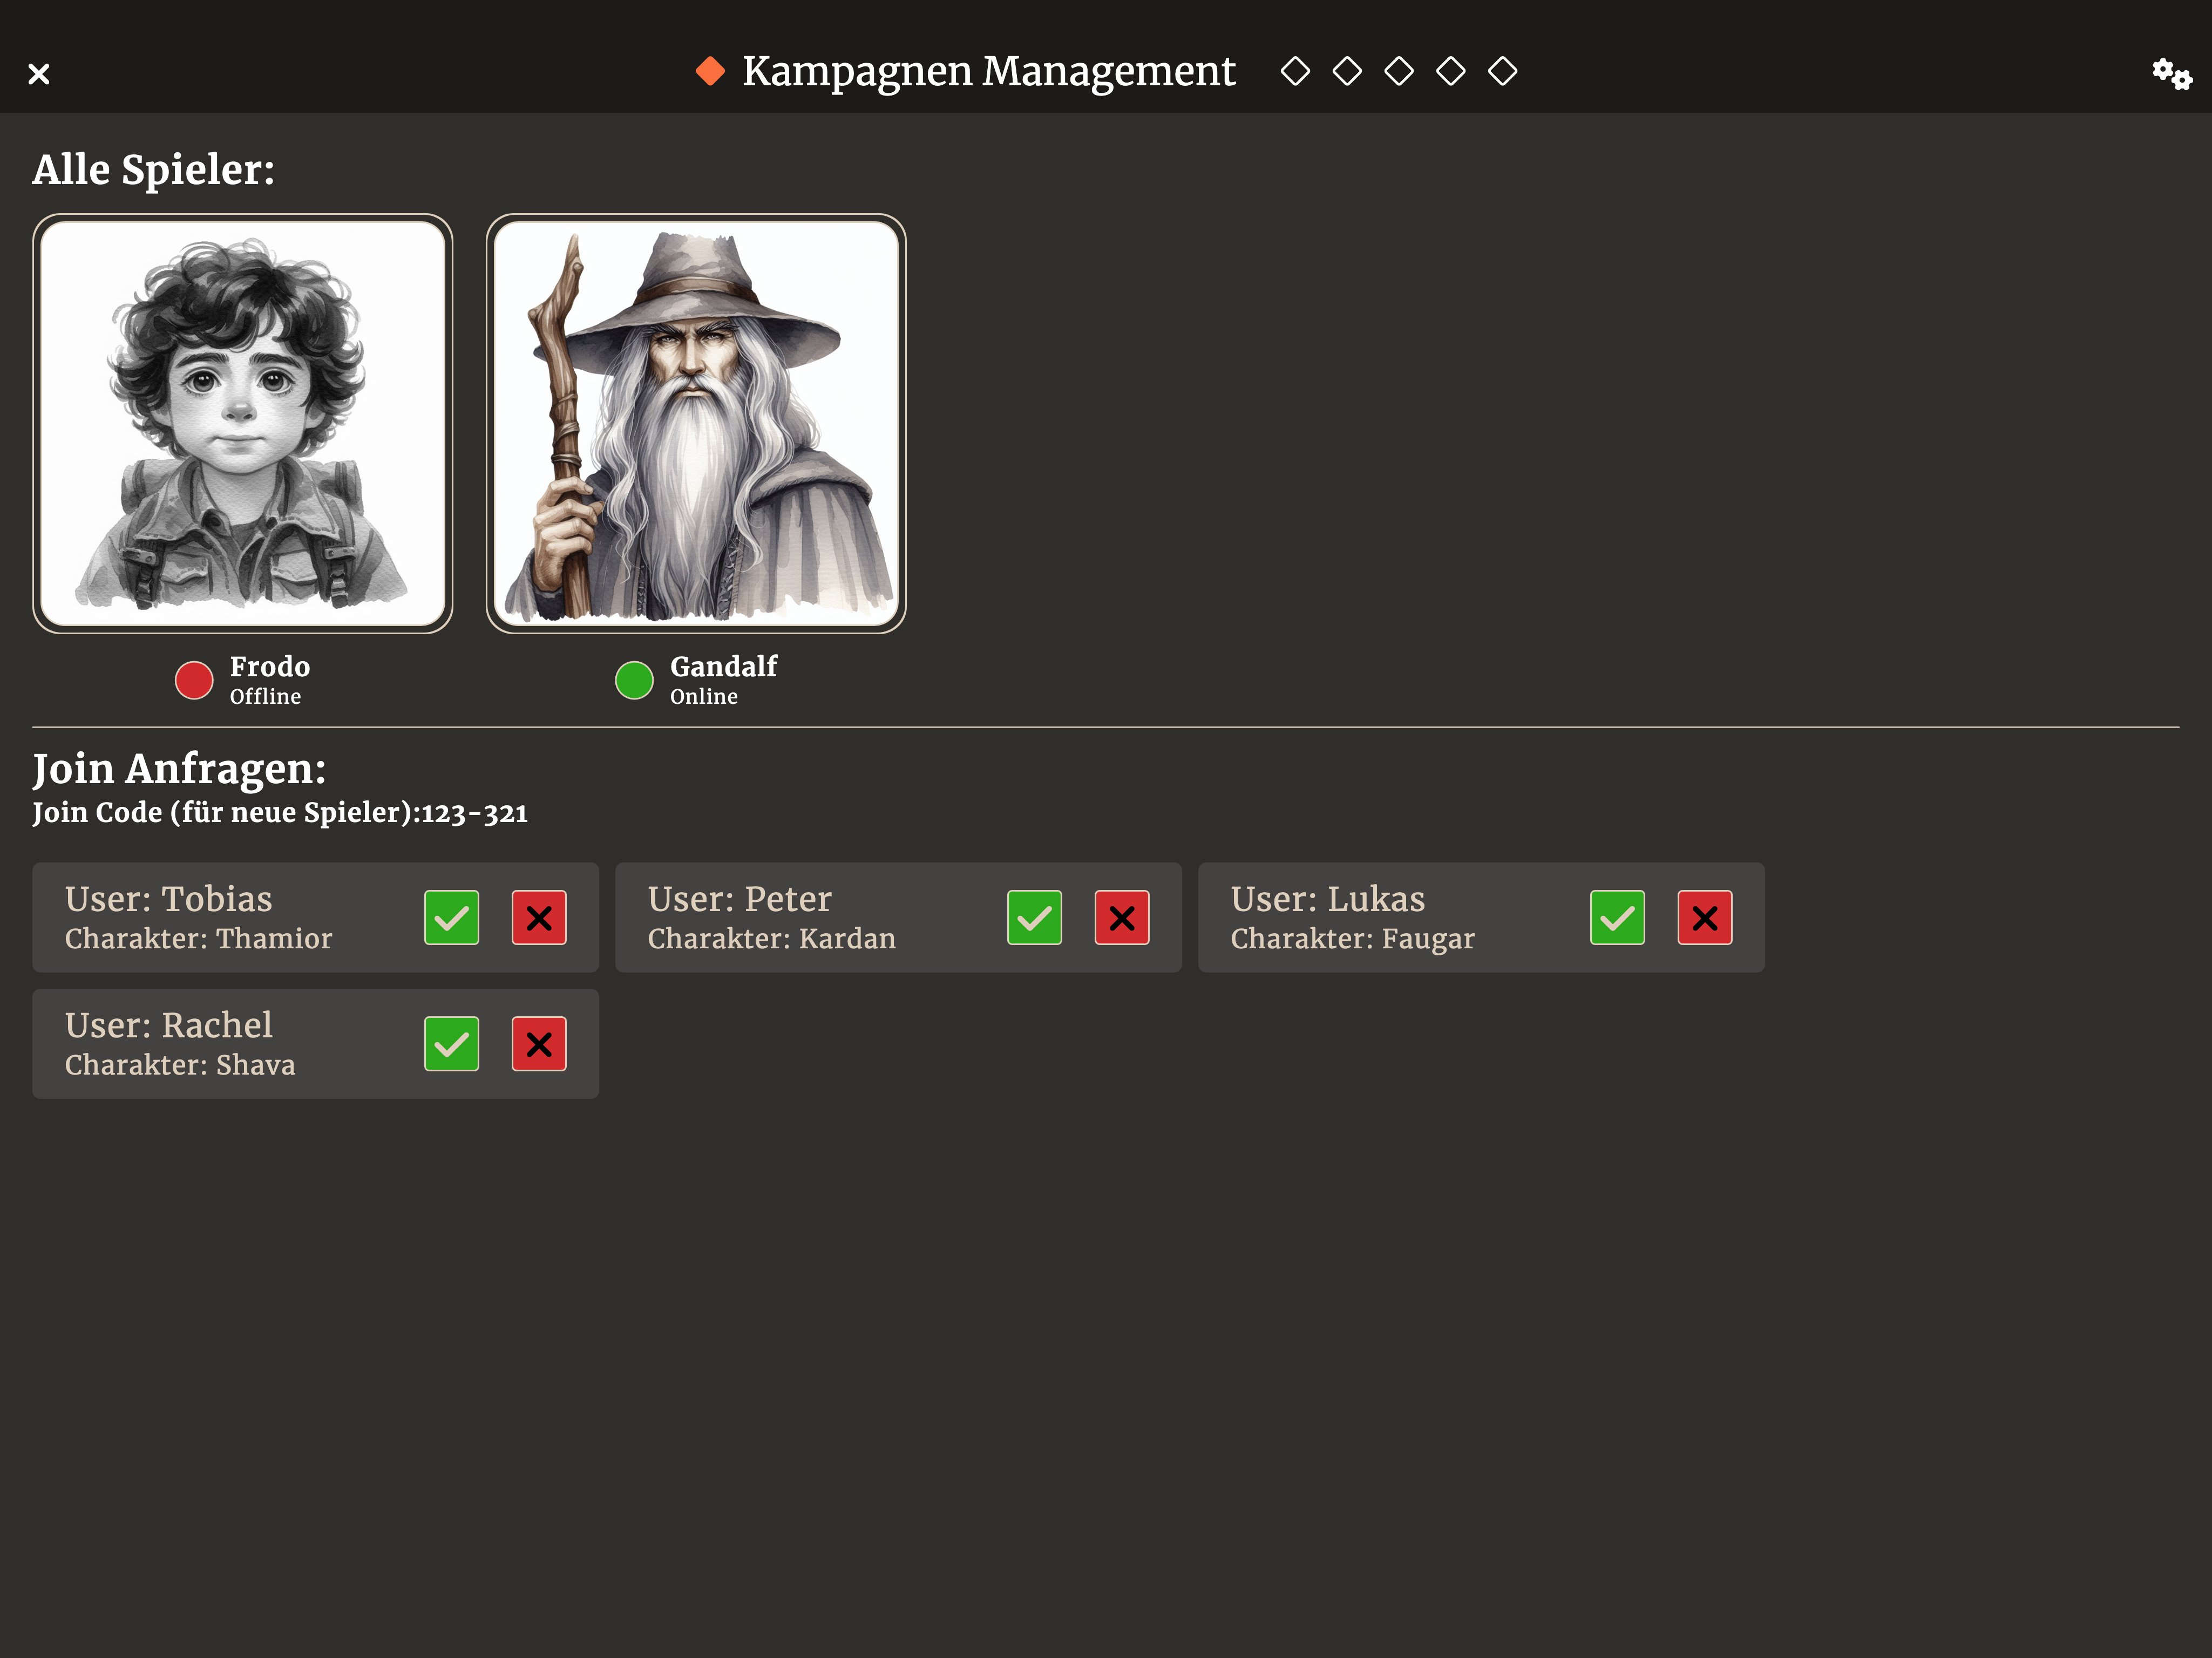 Kampagnen Management
Alle Spieler:
Frodo
Offline
Gandalf
Online
Join Anfragen:
Join Code (für neue Spieler):123-321
User: Tobias
Charakter: Thamior
User: Peter
Charakter: Kardan
User: Lukas
Charakter: Faugar
User: Rachel
Charakter: Shava